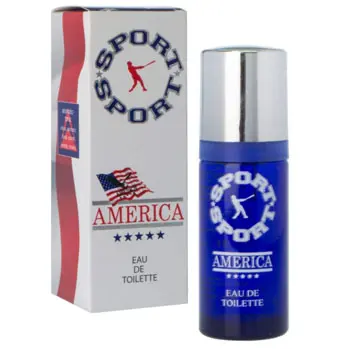 SPORT
SPORT
AMERICA
EAU
DE
TOILETTE
SPORT
SPORT
AMERICA
EAU DE
TOILETTE